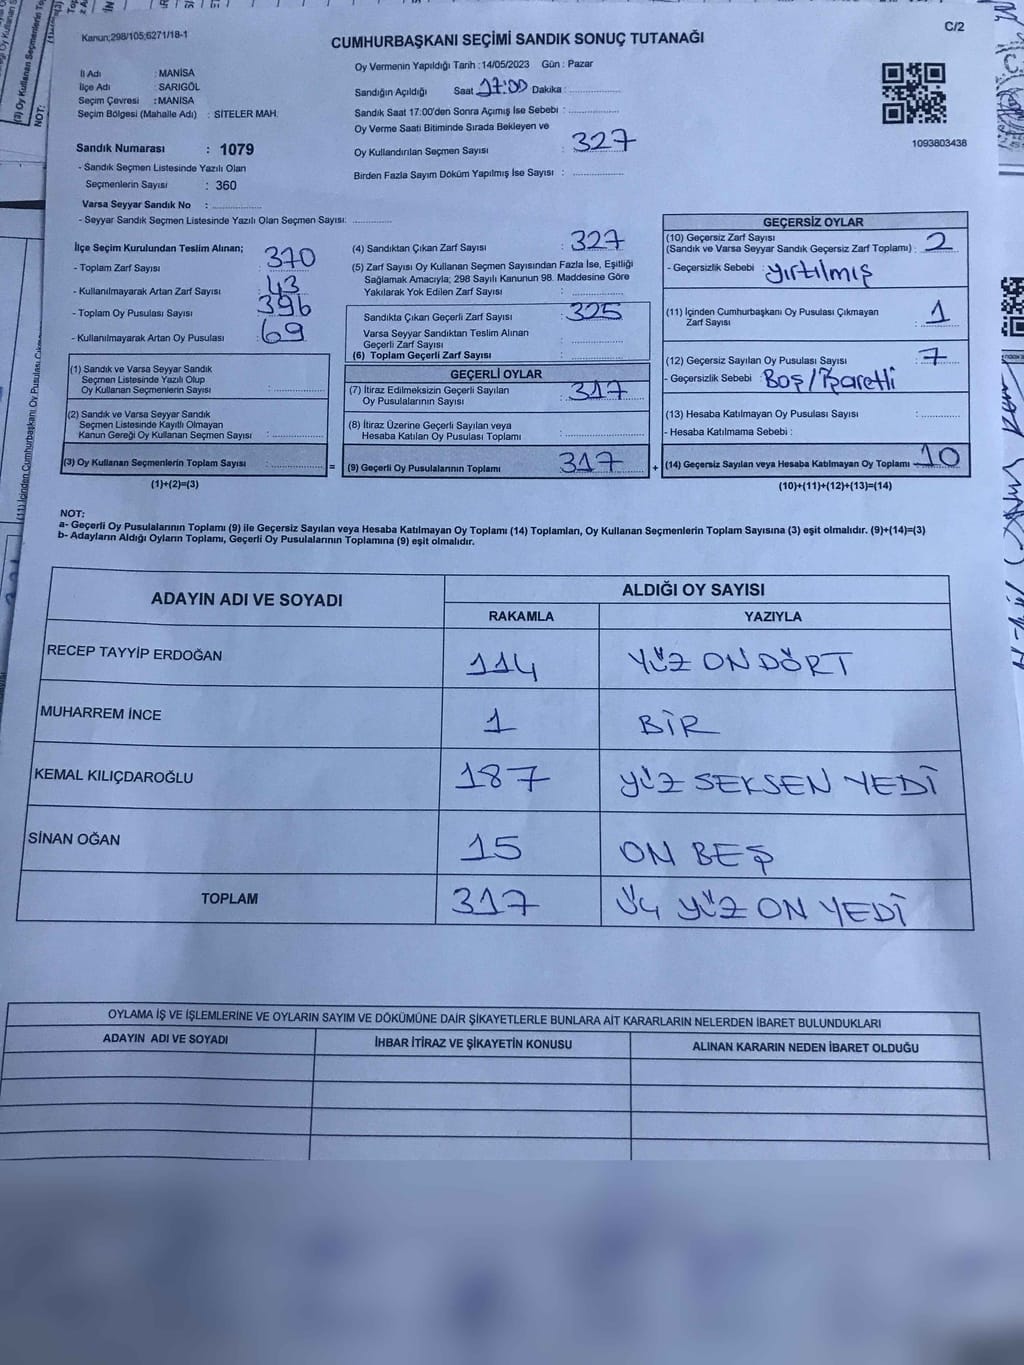 Kanun;298/105;6271/18-1
C/2
CUMHURBAŞKANI SEÇİMİ SANDIK SONUÇ TUTANAĞI
İl Adı : MANİSA
İlçe Adı : SARIGÖL
Seçim Çevresi : MANISA
Seçim Bölgesi (Mahalle Adı) : SİTELER MAH.
Sandık Numarası : 1079
- Sandık Seçmen Listesinde Yazılı Olan
Seçmenlerin Sayısı : 360
Varsa Seyyar Sandık No :
- Seyyar Sandık Seçmen Listesinde Yazılı Olan Seçmen Sayısı:
Oy Vermenin Yapıldığı Tarih :14/05/2023 Gün : Pazar
Sandığın Açıldığı Saat 17:00 Dakika :
Sandık Saat 17:00'den Sonra Açımış İse Sebebi :
Oy Verme Saati Bitiminde Sırada Bekleyen ve
Oy Kullandırılan Seçmen Sayısı : 327
Birden Fazla Sayım Döküm Yapılmış İse Sayısı :
1093803438
İlçe Seçim Kurulundan Teslim Alınan;
- Toplam Zarf Sayısı : 370
- Kullanılmayarak Artan Zarf Sayısı : 43
- Toplam Oy Pusulası Sayısı : 396
- Kullanılmayarak Artan Oy Pusulası : 69
(1) Sandık ve Varsa Seyyar Sandık
Seçmen Listesinde Yazılı Olup
Oy Kullanan Seçmenlerin Sayısı :
(2) Sandık ve Varsa Seyyar Sandık
Seçmen Listesinde Kayıtlı Olmayan
Kanun Gereği Oy Kullanan Seçmen Sayısı :
(3) Oy Kullanan Seçmenlerin Toplam Sayısı :
(1)+(2)=(3)
=
(4) Sandıktan Çıkan Zarf Sayısı : 327
(5) Zarf Sayısı Oy Kullanan Seçmen Sayısından Fazla İse, Eşitliği
Sağlamak Amacıyla; 298 Sayılı Kanunun 98. Maddesine Göre
Yakılarak Yok Edilen Zarf Sayısı :
Sandıkta Çıkan Geçerli Zarf Sayısı : 325
Varsa Seyyar Sandıktan Teslim Alınan
Geçerli Zarf Sayısı :
(6) Toplam Geçerli Zarf Sayısı :
GEÇERLİ OYLAR
(7) İtiraz Edilmeksizin Geçerli Sayılan
Oy Pusulalarının Sayısı : 317
(8) İtiraz Üzerine Geçerli Sayılan veya
Hesaba Katılan Oy Pusulası Toplamı :
(9) Geçerli Oy Pusulalarının Toplamı 317
+
GEÇERSİZ OYLAR
(10) Geçersiz Zarf Sayısı
(Sandık ve Varsa Seyyar Sandık Geçersiz Zarf Toplamı) : 2
- Geçersizlik Sebebi : yırtılmış
(11) İçinden Cumhurbaşkanı Oy Pusulası Çıkmayan
Zarf Sayısı : 1
(12) Geçersiz Sayılan Oy Pusulası Sayısı : 7
- Geçersizlik Sebebi : Boş/İşaretli
(13) Hesaba Katılmayan Oy Pusulası Sayısı :
- Hesaba Katılmama Sebebi :
(14) Geçersiz Sayılan veya Hesaba Katılmayan Oy Toplamı 10
(10)+(11)+(12)+(13)=(14)
NOT:
a- Geçerli Oy Pusulalarının Toplamı (9) ile Geçersiz Sayılan veya Hesaba Katılmayan Oy Toplamı (14) Toplamları, Oy Kullanan Seçmenlerin Toplam Sayısına (3) eşit olmalıdır. (9)+(14)=(3)
b- Adayların Aldığı Oyların Toplamı, Geçerli Oy Pusulalarının Toplamına (9) eşit olmalıdır.
ADAYIN ADI VE SOYADI
ALDIĞI OY SAYISI
RAKAMLA YAZIYLA
RECEP TAYYİP ERDOĞAN 114 YÜZ ON DÖRT
MUHARREM İNCE 1 BİR
KEMAL KILIÇDAROĞLU 187 YÜZ SEKSEN YEDİ
SİNAN OĞAN 15 ON BEŞ
TOPLAM 317 ÜÇ YÜZ ON YEDİ
OYLAMA İŞ VE İŞLEMLERİNE VE OYLARIN SAYIM VE DÖKÜMÜNE DAİR ŞİKAYETLERLE BUNLARA AİT KARARLARIN NELERDEN İBARET BULUNDUKLARI
ADAYIN ADI VE SOYADI İHBAR İTİRAZ VE ŞİKAYETİN KONUSU ALINAN KARARIN NEDEN İBARET OLDUĞU
(3) Oy Kullanan Seçmenlerin
NOT:
(11) İçinden Cumhurbaşkanı Oy Pusulası